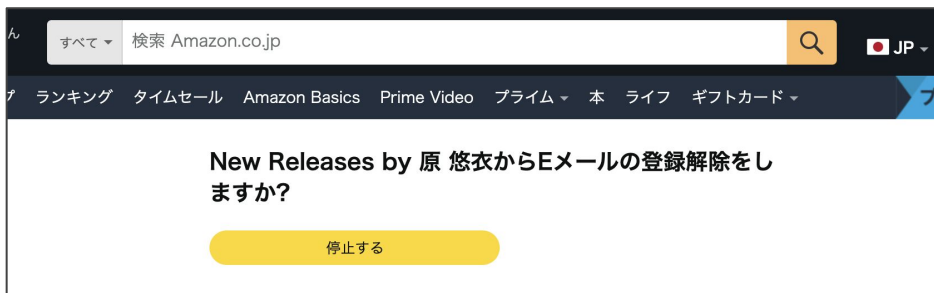 ん
すべて 検索 Amazon.co.jp JP
ランキング タイムセール Amazon Basics Prime Video プライム 本 ライフ ギフトカード
New Releases by 原 悠衣からEメールの登録解除をし
ますか?
停止する